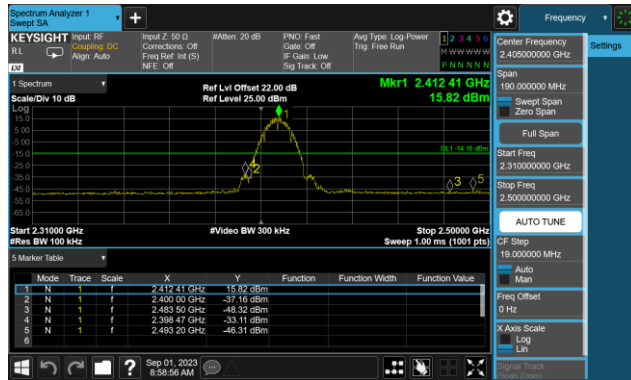 Spectrum Analyzer 1
Swept SA
Frequency
KEYSIGHT
RL
LXI
Input: RF
Coupling: DC
Align: Auto
Input Z: 50 Ω
Corrections: Off
Freq Ref: Int (S)
NFE: Off
#Atten: 20 dB
PNO: Fast
Gate: Off
IF Gain: Low
Sig Track: Off
Avg Type: Log-Power
Trig: Free Run
1 2 3 4 5 6
M W W W W W
P N N N N N
1 Spectrum
Scale/Div 10 dB
Ref Lvl Offset 22.00 dB
Ref Level 25.00 dBm
Mkr1 2.412 41 GHz
15.82 dBm
Log
15.0
5.00
-5.00
-15.0
-25.0
-35.0
-45.0
-55.0
-65.0
1
DL1 -14.18 dBm
2
3
4
5
Start 2.31000 GHz
#Res BW 100 kHz
#Video BW 300 kHz
Stop 2.50000 GHz
Sweep 1.00 ms (1001 pts)
5 Marker Table
Mode Trace Scale X Y Function Function Width Function Value
1 N 1 f 2.412 41 GHz 15.82 dBm
2 N 1 f 2.400 00 GHz -37.16 dBm
3 N 1 f 2.483 50 GHz -48.32 dBm
4 N 1 f 2.398 47 GHz -33.11 dBm
5 N 1 f 2.493 20 GHz -46.31 dBm
6
?
Sep 01, 2023
8:58:56 AM
Settings
Center Frequency
2.405000000 GHz
Span
190.000000 MHz
Swept Span
Zero Span
Full Span
Start Freq
2.310000000 GHz
Stop Freq
2.500000000 GHz
AUTO TUNE
CF Step
19.000000 MHz
Auto
Man
Freq Offset
0 Hz
X Axis Scale
Log
Lin
Signal Track
(Span Zoom)